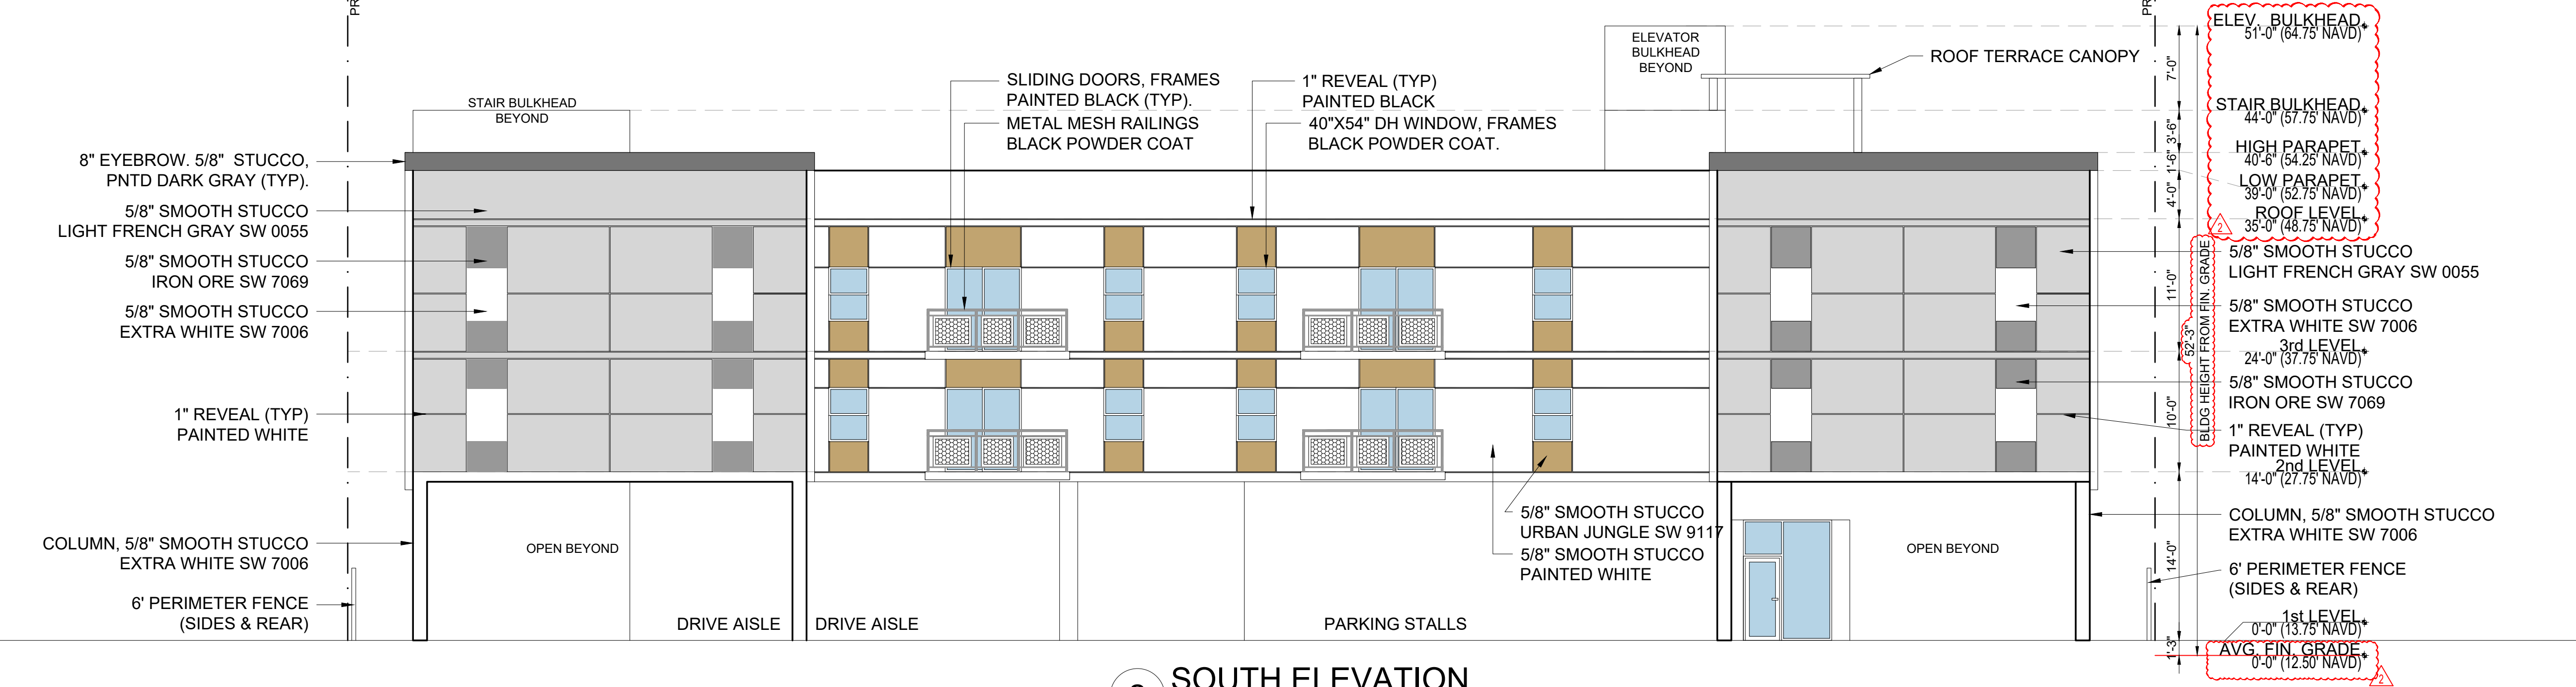 PR
PR
STAIR BULKHEAD
BEYOND
8" EYEBROW. 5/8" STUCCO,
PNTD DARK GRAY (TYP).
5/8" SMOOTH STUCCO
LIGHT FRENCH GRAY SW 0055
5/8" SMOOTH STUCCO
IRON ORE SW 7069
5/8" SMOOTH STUCCO
EXTRA WHITE SW 7006
1" REVEAL (TYP)
PAINTED WHITE
COLUMN, 5/8" SMOOTH STUCCO
EXTRA WHITE SW 7006
6' PERIMETER FENCE
(SIDES & REAR)
SLIDING DOORS, FRAMES
PAINTED BLACK (TYP).
METAL MESH RAILINGS
BLACK POWDER COAT
1" REVEAL (TYP)
PAINTED BLACK
40"X54" DH WINDOW, FRAMES
BLACK POWDER COAT.
ELEVATOR
BULKHEAD
BEYOND
ROOF TERRACE CANOPY
OPEN BEYOND
DRIVE AISLE
DRIVE AISLE
PARKING STALLS
5/8" SMOOTH STUCCO
URBAN JUNGLE SW 9117
5/8" SMOOTH STUCCO
PAINTED WHITE
OPEN BEYOND
7'-0"
3'-6"
1'-6"
4'-0"
11'-0"
10'-0"
14'-0"
1'-3"
52'-3"
BLDG HEIGHT FROM FIN. GRADE
ELEV. BULKHEAD
51'-0" (64.75' NAVD)
STAIR BULKHEAD
44'-0" (57.75' NAVD)
HIGH PARAPET
40'-6" (54.25' NAVD)
LOW PARAPET
39'-0" (52.75' NAVD)
ROOF LEVEL
35'-0" (48.75' NAVD)
2
5/8" SMOOTH STUCCO
LIGHT FRENCH GRAY SW 0055
5/8" SMOOTH STUCCO
EXTRA WHITE SW 7006
3rd LEVEL
24'-0" (37.75' NAVD)
5/8" SMOOTH STUCCO
IRON ORE SW 7069
1" REVEAL (TYP)
PAINTED WHITE
2nd LEVEL
14'-0" (27.75' NAVD)
COLUMN, 5/8" SMOOTH STUCCO
EXTRA WHITE SW 7006
6' PERIMETER FENCE
(SIDES & REAR)
1st LEVEL
0'-0" (13.75' NAVD)
AVG. FIN. GRADE
0'-0" (12.50' NAVD)
2
SOUTH ELEVATION